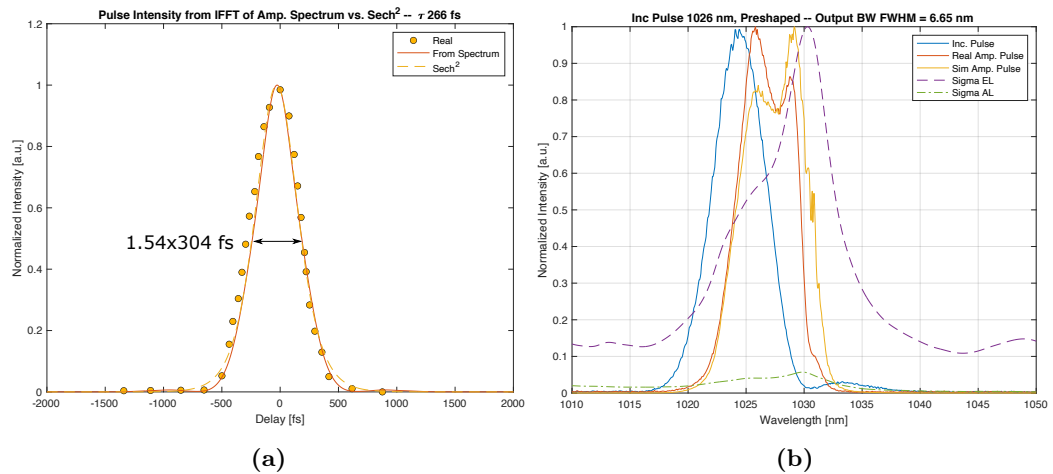 Pulse Intensity from IFFT of Amp. Spectrum vs. Sech² -- τ 266 fs
Normalized Intensity [a.u.]
1.2
1
0.8
0.6
0.4
0.2
0
Real
From Spectrum
Sech²
1.54x304 fs
-2000
-1500
-1000
-500
0
500
1000
1500
2000
Delay [fs]
(a)
Inc Pulse 1026 nm, Preshaped -- Output BW FWHM = 6.65 nm
Normalized Intensity [a.u.]
1
0.9
0.8
0.7
0.6
0.5
0.4
0.3
0.2
0.1
0
Inc. Pulse
Real Amp. Pulse
Sim Amp. Pulse
Sigma EL
Sigma AL
1010
1015
1020
1025
1030
1035
1040
1045
1050
Wavelength [nm]
(b)